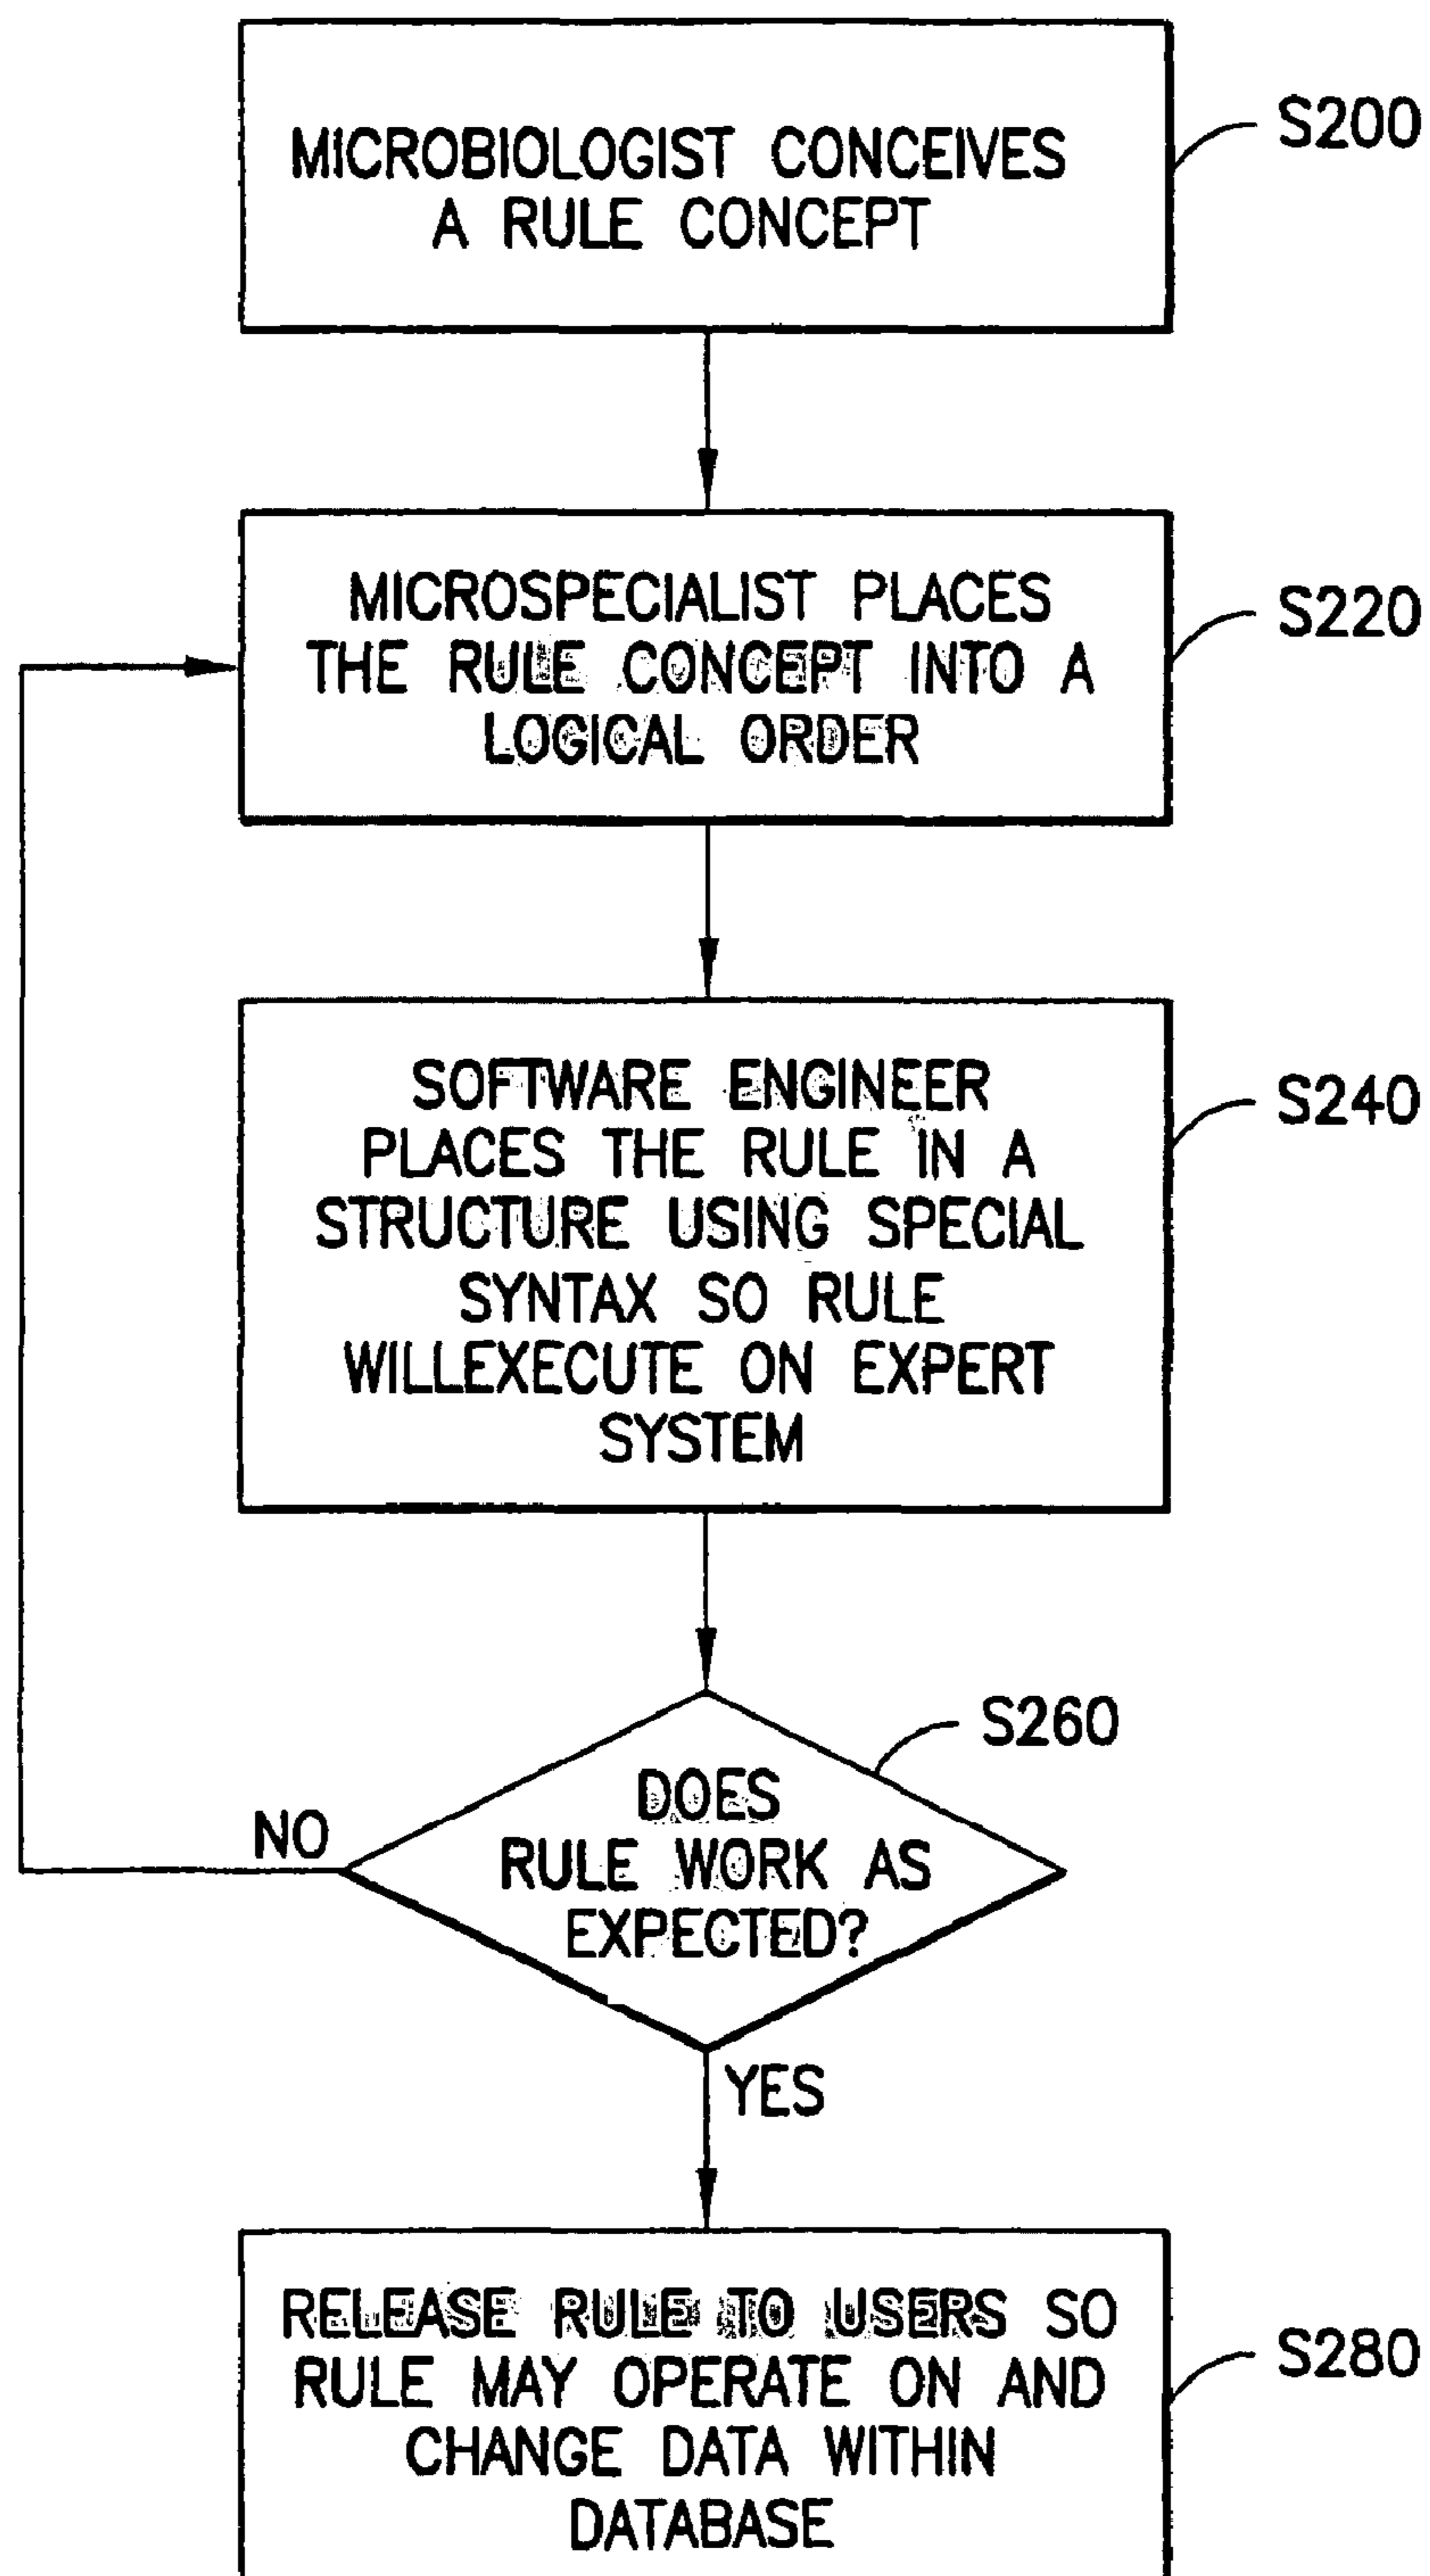 MICROBIOLOGIST CONCEIVES
A RULE CONCEPT
S200
MICROSPECIALIST PLACES
THE RULE CONCEPT INTO A
LOGICAL ORDER
S220
SOFTWARE ENGINEER
PLACES THE RULE IN A
STRUCTURE USING SPECIAL
SYNTAX SO RULE
WILLEXECUTE ON EXPERT
SYSTEM
S240
S260
DOES
RULE WORK AS
EXPECTED?
NO
YES
RELEASE RULE TO USERS SO
RULE MAY OPERATE ON AND
CHANGE DATA WITHIN
DATABASE
S280